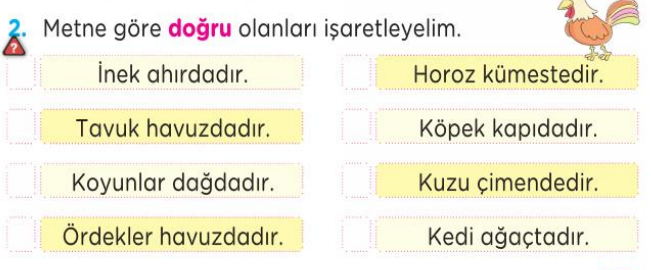 2. Metne göre doğru olanları işaretleyelim.
?
İnek ahırdadır.
Horoz kümestedir.
Tavuk havuzdadır.
Köpek kapıdadır.
Koyunlar dağdadır.
Kuzu çimendedir.
Ördekler havuzdadır.
Kedi ağaçtadır.